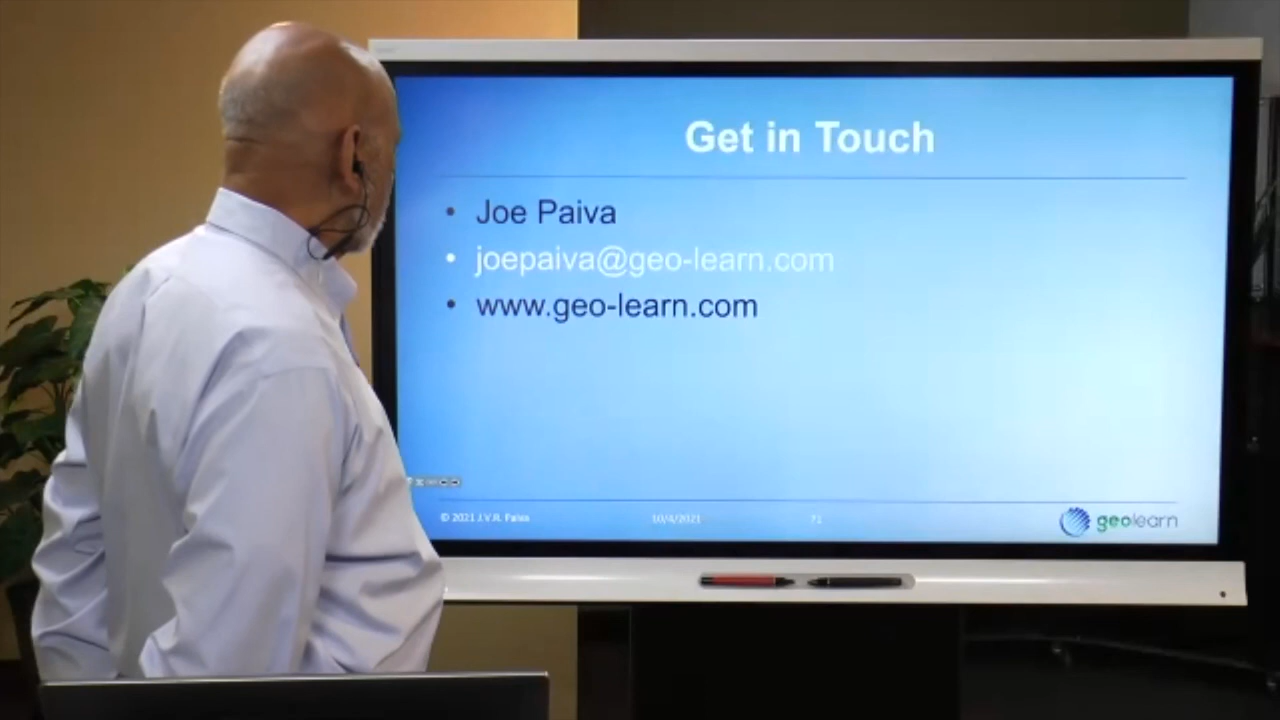 Get in Touch
• Joe Paiva
• joepaiva@geo-learn.com
• www.geo-learn.com
© 2021 J.V.R. Paiva 10/4/2021 71
geolearn